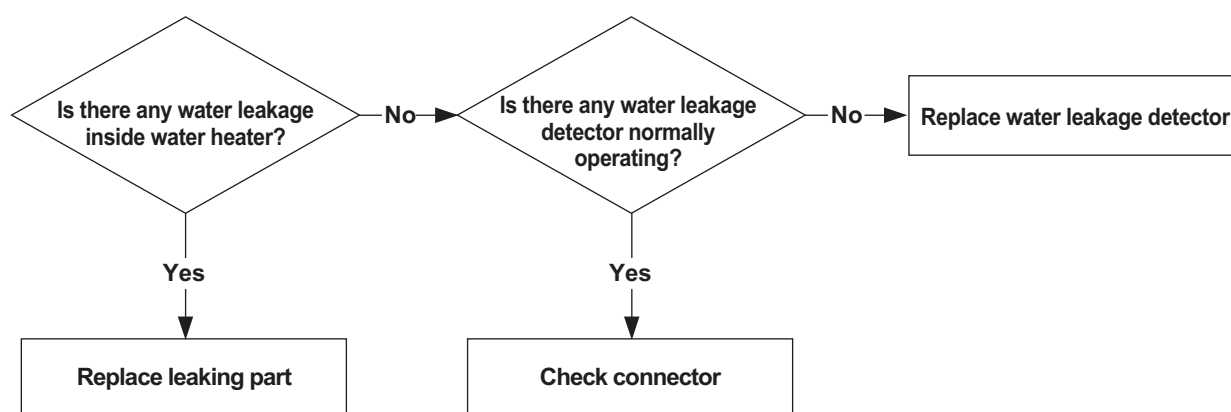 Is there any water leakage
inside water heater?
No
Is there any water leakage
detector normally
operating?
No
Replace water leakage detector
Yes
Yes
Replace leaking part
Check connector